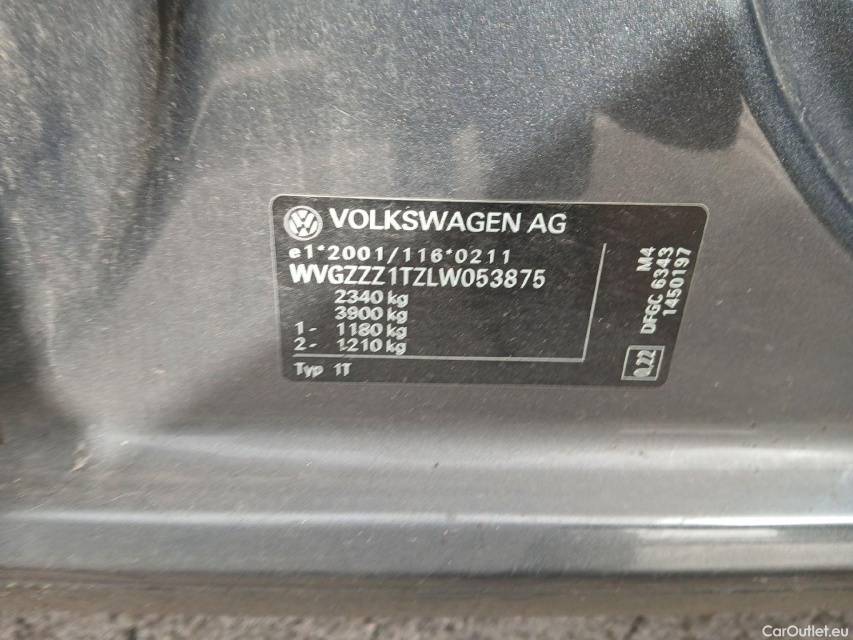 VOLKSWAGEN AG
e1*2001/116*0211
WVGZZZ1TZLW053875
2340 kg
3900 kg
1- 1180 kg
2- 1210 kg
Typ 1T
M4
DFGC 6343
1450197
0,22
CarOutlet.eu